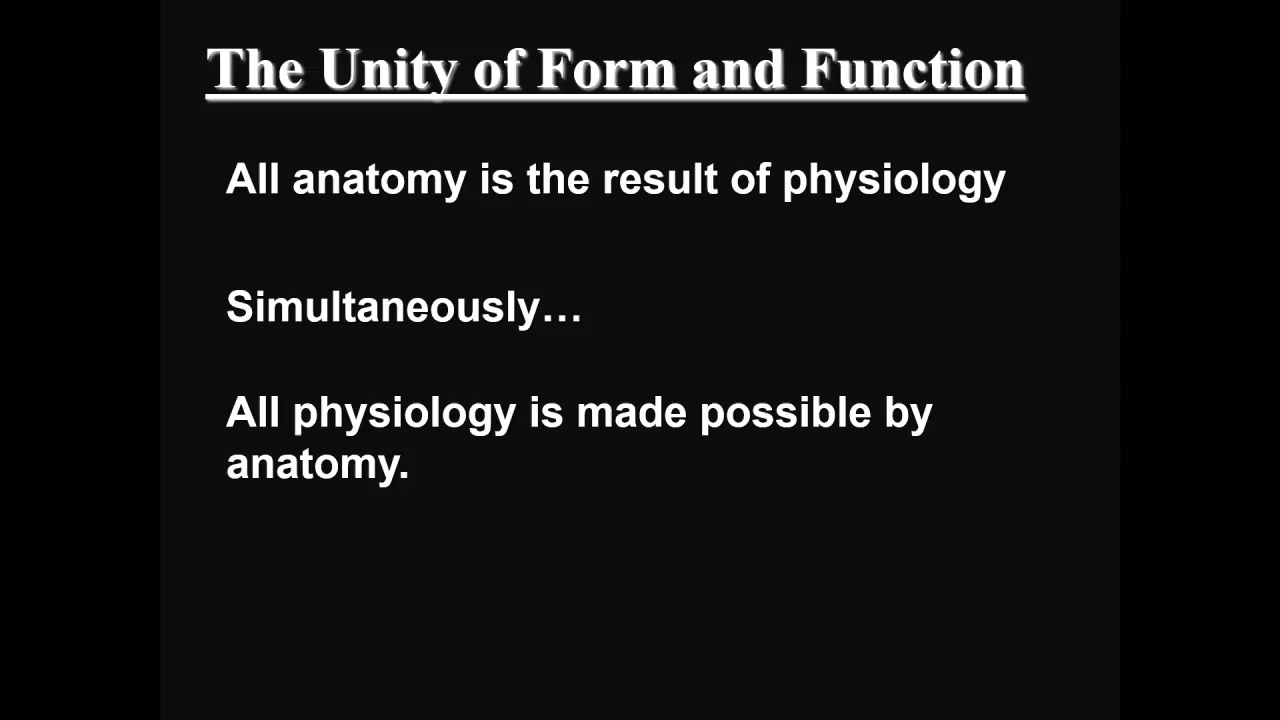 The Unity of Form and Function
All anatomy is the result of physiology
Simultaneously…
All physiology is made possible by
anatomy.